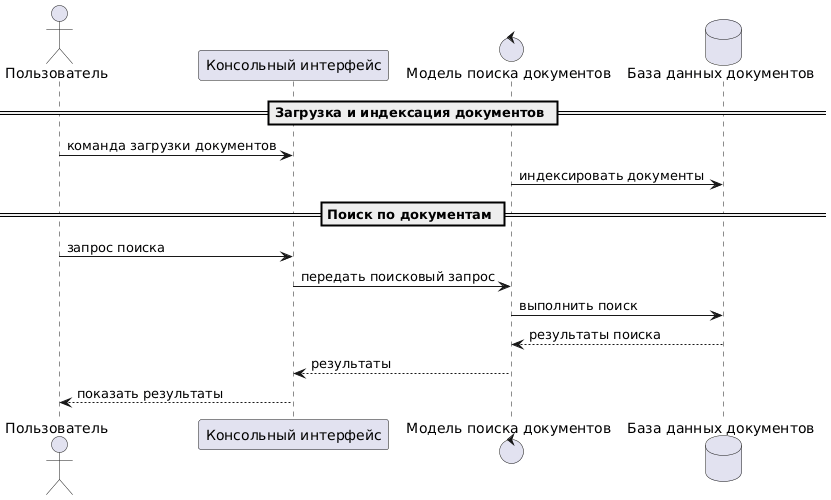 Пользователь
Консольный интерфейс
Модель поиска документов
База данных документов
Загрузка и индексация документов
команда загрузки документов
индексировать документы
Поиск по документам
запрос поиска
передать поисковый запрос
выполнить поиск
результаты поиска
результаты
показать результаты
Пользователь
Консольный интерфейс
Модель поиска документов
База данных документов